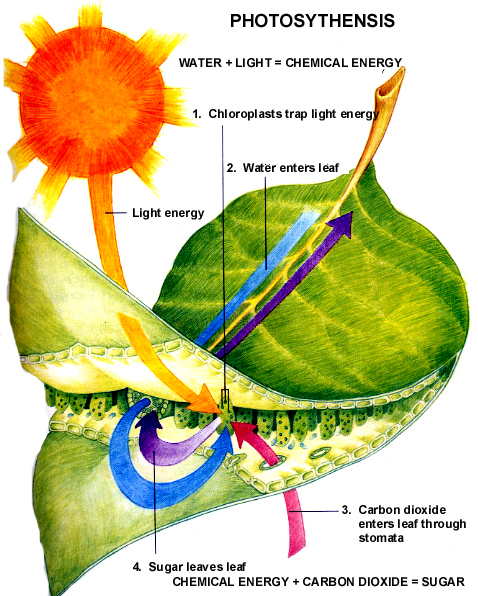 PHOTOSYTHENSIS
WATER + LIGHT = CHEMICAL ENERGY
1. Chloroplasts trap light energy
2. Water enters leaf
Light energy
3. Carbon dioxide
enters leaf through
stomata
4. Sugar leaves leaf
CHEMICAL ENERGY + CARBON DIOXIDE = SUGAR